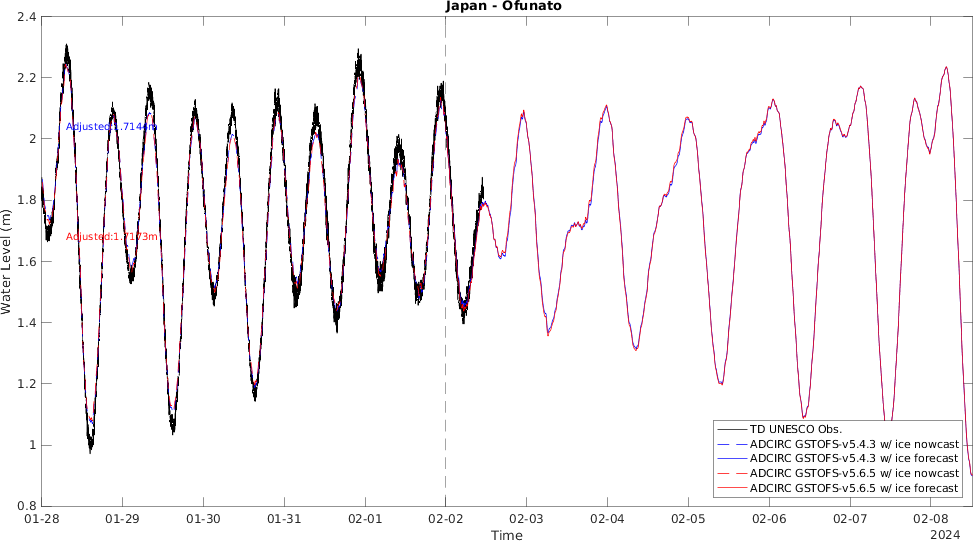 Japan - Ofunato
2.4
2.2
2
1.8
1.6
1.4
1.2
1
0.8
Water Level (m)
Adjusted:1.7144m
Adjusted:1.7173m
TD UNESCO Obs.
ADCIRC GSTOFS-v5.4.3 w/ ice nowcast
ADCIRC GSTOFS-v5.4.3 w/ ice forecast
ADCIRC GSTOFS-v5.6.5 w/ ice nowcast
ADCIRC GSTOFS-v5.6.5 w/ ice forecast
01-28 01-29 01-30 01-31 02-01 02-02 02-03 02-04 02-05 02-06 02-07 02-08
Time
2024